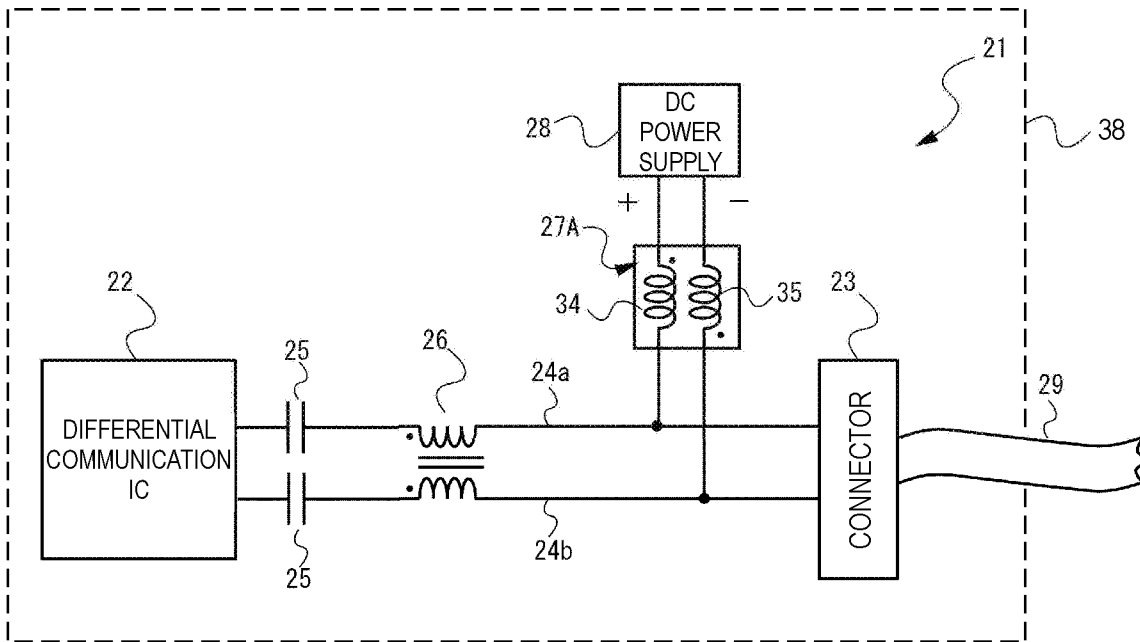 21
DC
POWER
SUPPLY
28
38
+
−
27A
34
35
22
23
25
26
24a
29
DIFFERENTIAL
COMMUNICATION
IC
CONNECTOR
24b
25